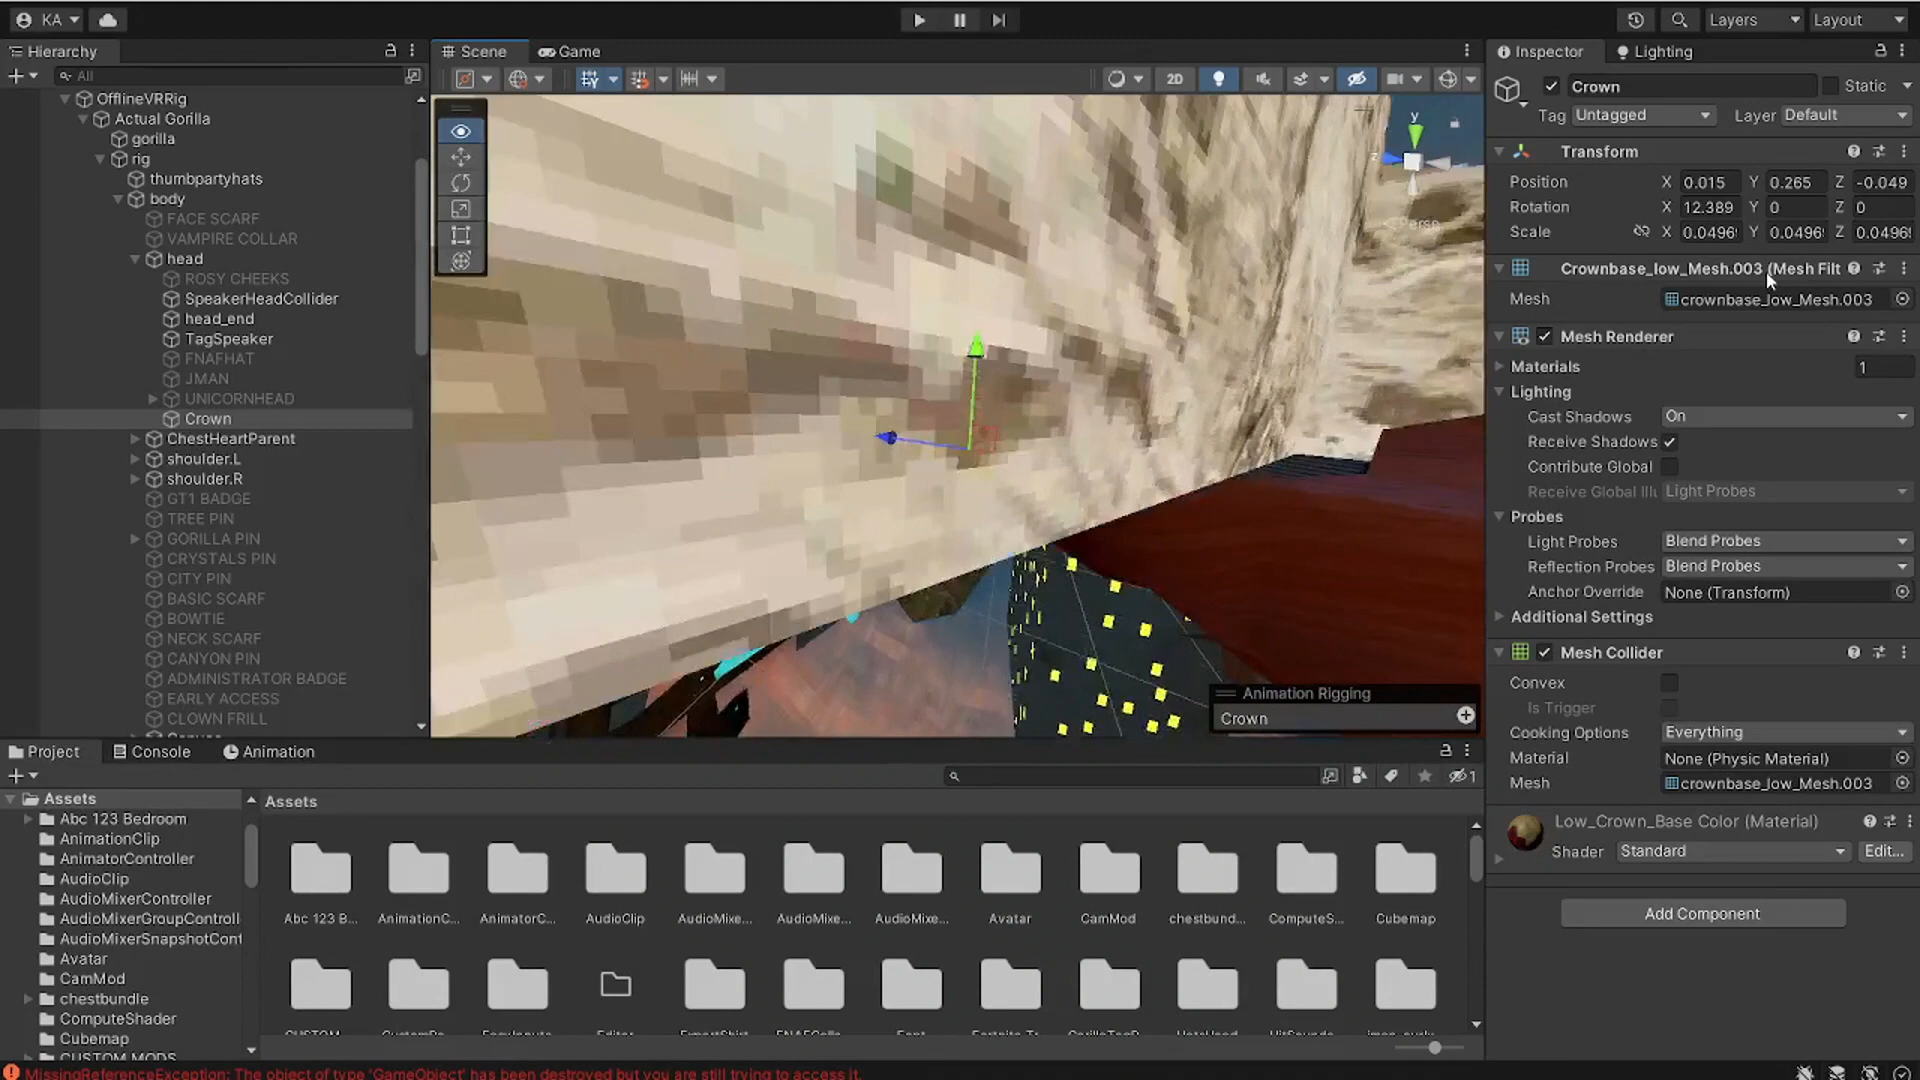 KA
Layers
Layout
Hierarchy
All
OfflineVRRig
Actual Gorilla
gorilla
rig
thumbpartyhats
body
FACE SCARF
VAMPIRE COLLAR
head
ROSY CHEEKS
SpeakerHeadCollider
head_end
TagSpeaker
FNAFHAT
JMAN
UNICORNHEAD
Crown
ChestHeartParent
shoulder.L
shoulder.R
GT1 BADGE
TREE PIN
GORILLA PIN
CRYSTALS PIN
CITY PIN
BASIC SCARF
BOWTIE
NECK SCARF
CANYON PIN
ADMINISTRATOR BADGE
EARLY ACCESS
CLOWN FRILL
Scene
Game
2D
y
z
Persp
Animation Rigging
Crown
Inspector
Lighting
Crown
Static
Tag Untagged Layer Default
Transform
Position X 0.015 Y 0.265 Z -0.049
Rotation X 12.389 Y 0 Z 0
Scale X 0.0496 Y 0.0496 Z 0.0496
Crownbase_low_Mesh.003 (Mesh Filt
Mesh crownbase_low_Mesh.003
Mesh Renderer
Materials 1
Lighting
Cast Shadows On
Receive Shadows
Contribute Global
Receive Global Illu Light Probes
Probes
Light Probes Blend Probes
Reflection Probes Blend Probes
Anchor Override None (Transform)
Additional Settings
Mesh Collider
Convex
Is Trigger
Cooking Options Everything
Material None (Physic Material)
Mesh crownbase_low_Mesh.003
Low_Crown_Base Color (Material)
Shader Standard Edit...
Add Component
Project
Console
Animation
1
Assets
Abc 123 Bedroom
AnimationClip
AnimatorController
AudioClip
AudioMixerController
AudioMixerGroupControll
AudioMixerSnapshotCont
Avatar
CamMod
chestbundle
ComputeShader
Cubemap
CUSTOM MODS
Assets
Abc 123 B... AnimationC... AnimatorC... AudioClip AudioMixe... AudioMixe... AudioMixe... Avatar CamMod chestbund... ComputeS... Cubemap
MissingReferenceException: The object of type 'GameObject' has been destroyed but you are still trying to access it.